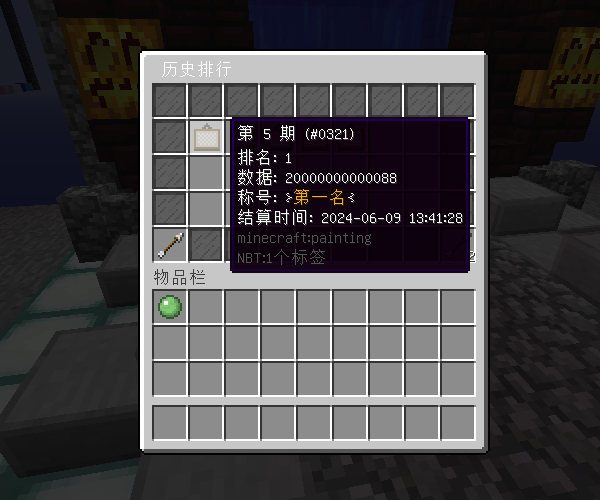 历史排行
第 5 期 (#0321)
排名: 1
数据: 20000000000088
称号: >第一名<
结算时间: 2024-06-09 13:41:28
minecraft:painting
NBT:1个标签
物品栏